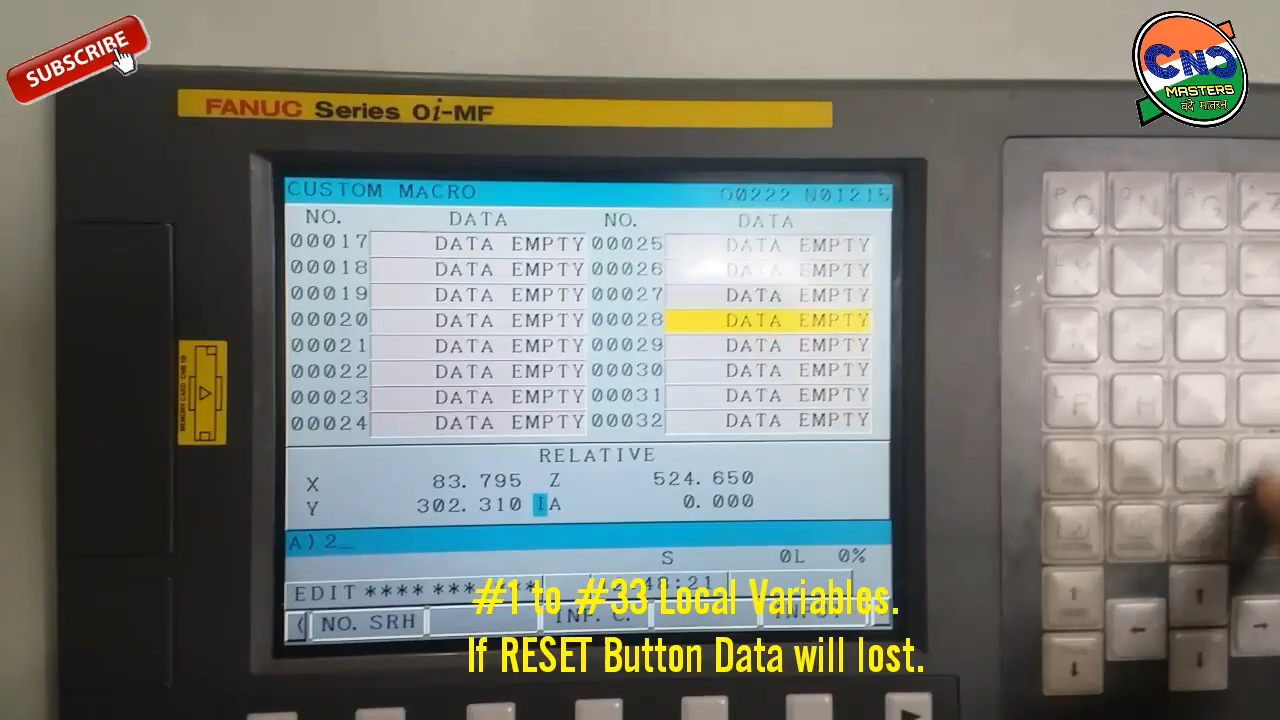 SUBSCRIBE
CNC
MASTERS
वंदे मातरम्
FANUC Series 0i-MF
CUSTOM MACRO O0222 N01215
NO. DATA NO. DATA
00017 DATA EMPTY 00025 DATA EMPTY
00018 DATA EMPTY 00026 DATA EMPTY
00019 DATA EMPTY 00027 DATA EMPTY
00020 DATA EMPTY 00028 DATA EMPTY
00021 DATA EMPTY 00029 DATA EMPTY
00022 DATA EMPTY 00030 DATA EMPTY
00023 DATA EMPTY 00031 DATA EMPTY
00024 DATA EMPTY 00032 DATA EMPTY
RELATIVE
X 83.795 Z 524.650
Y 302.310 IA 0.000
A)2_
S 0L 0%
EDIT **** *** 48:21
(NO. SRH INP. C.
#1 to #33 Local Variables.
If RESET Button Data will lost.